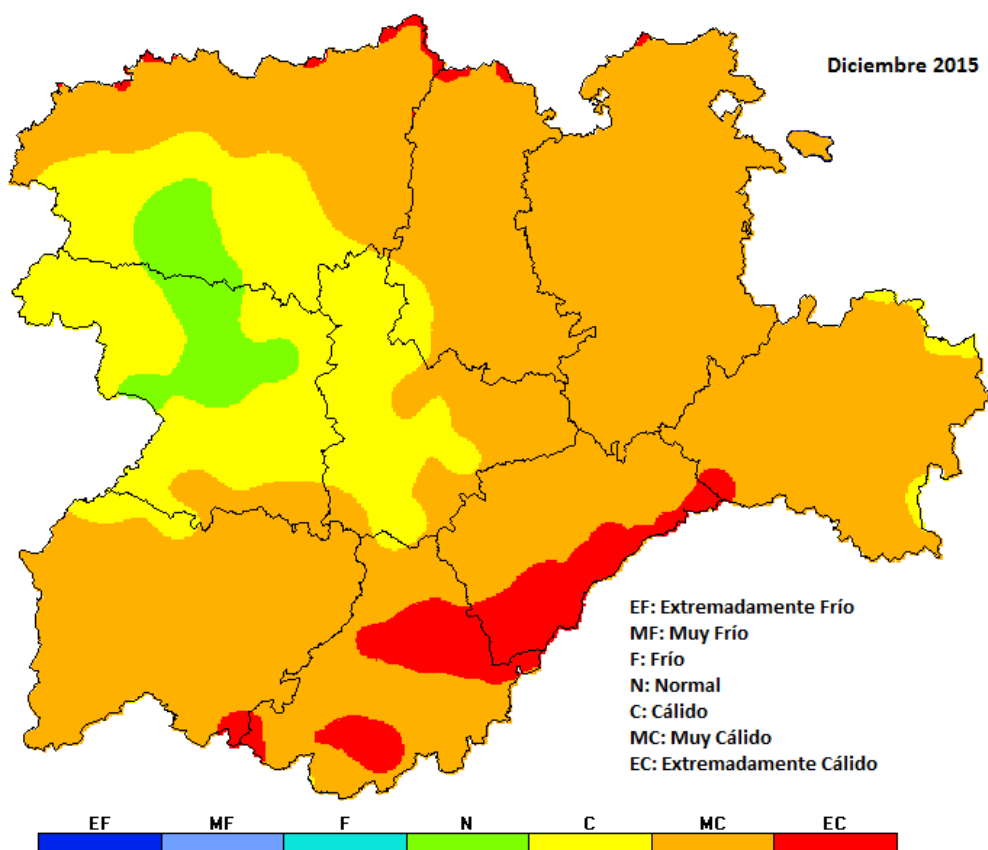 Diciembre 2015
EF: Extremadamente Frío
MF: Muy Frío
F: Frío
N: Normal
C: Cálido
MC: Muy Cálido
EC: Extremadamente Cálido
EF MF F N C MC EC